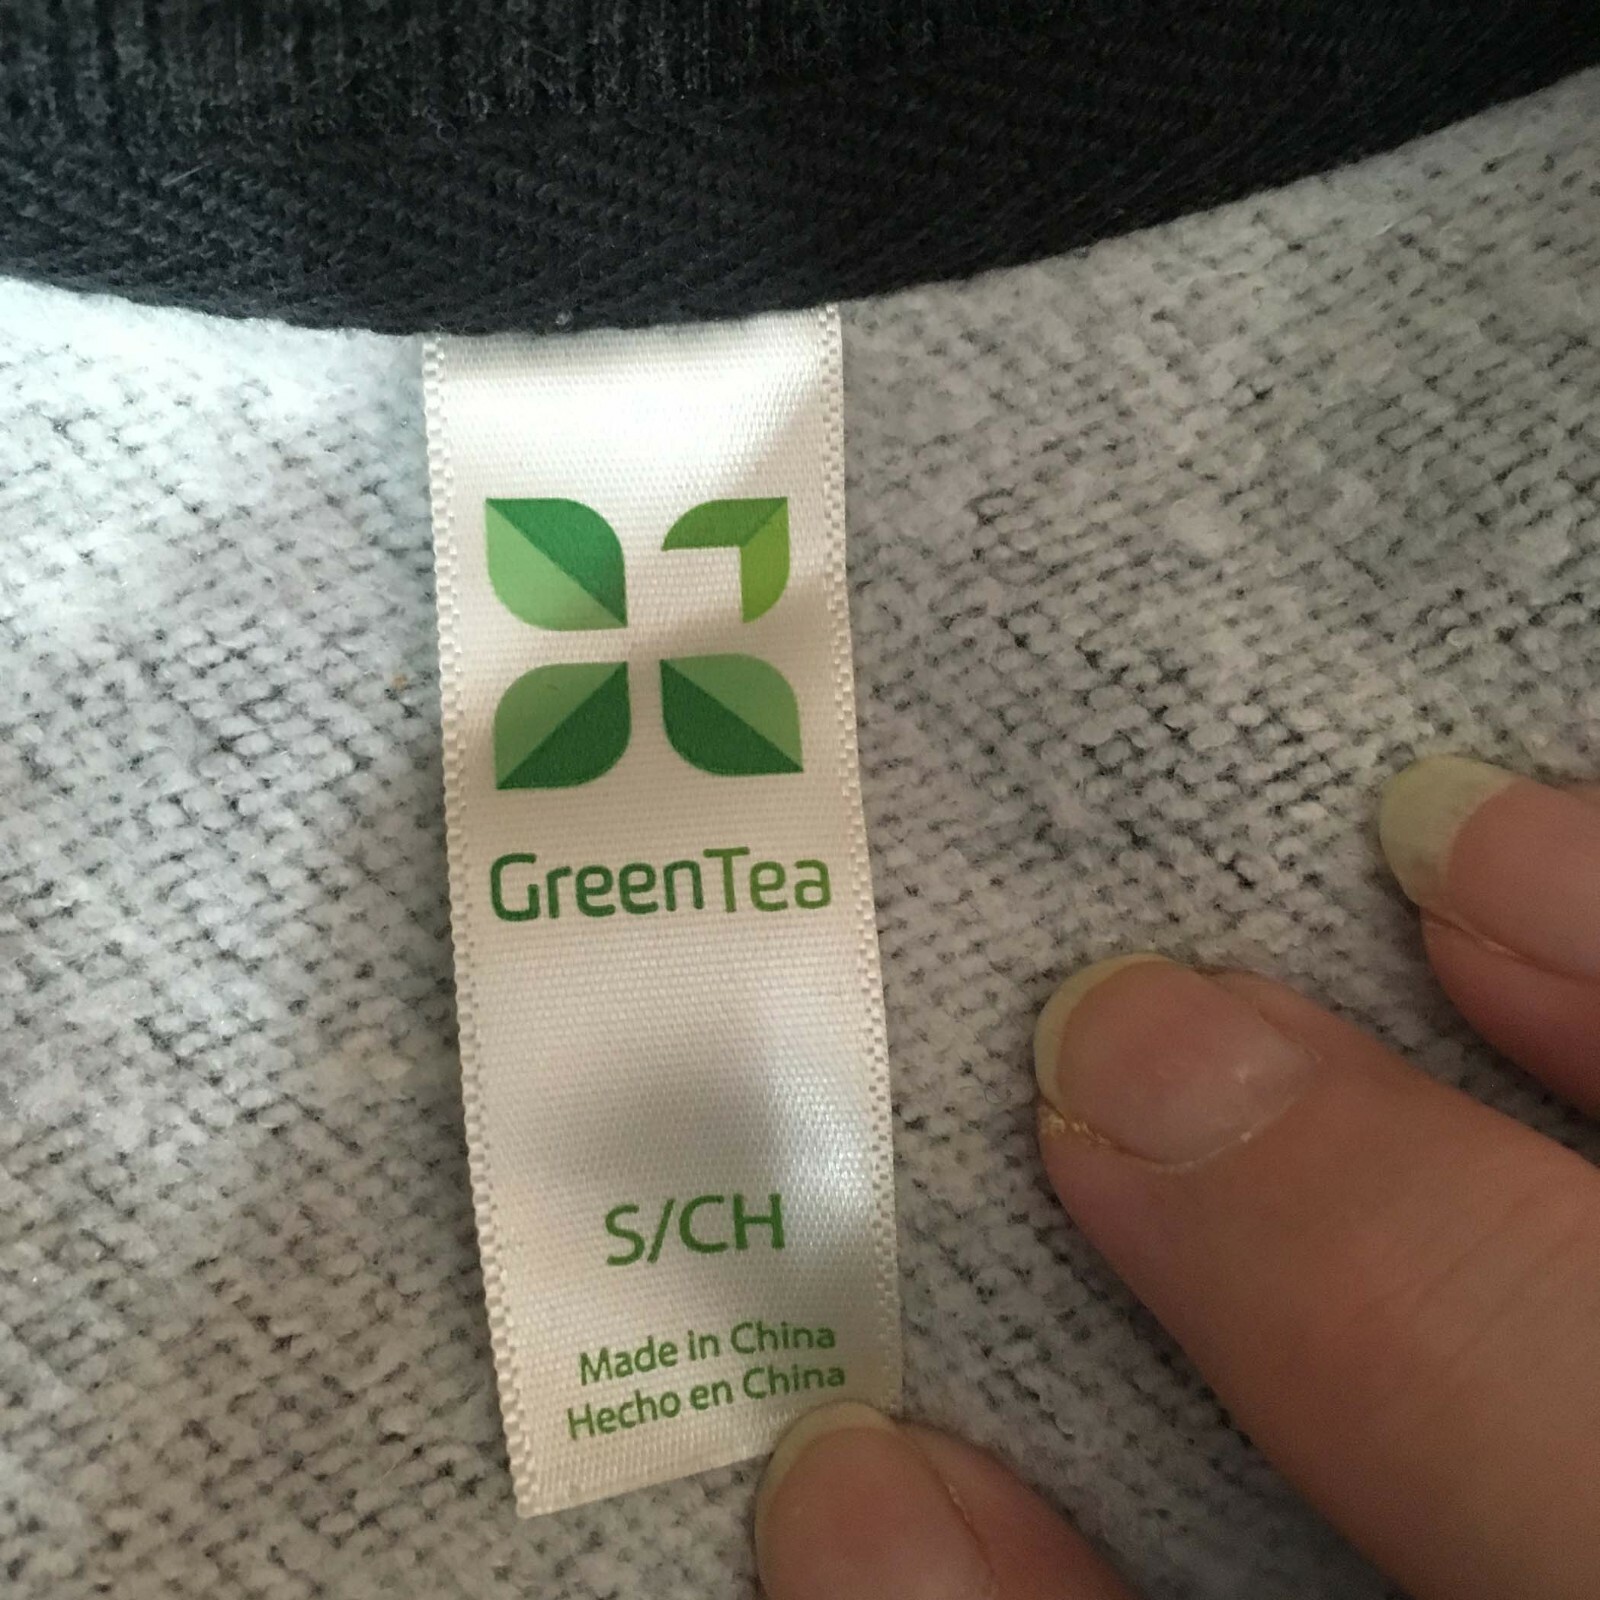 GreenTea
S/CH
Made in China
Hecho en China